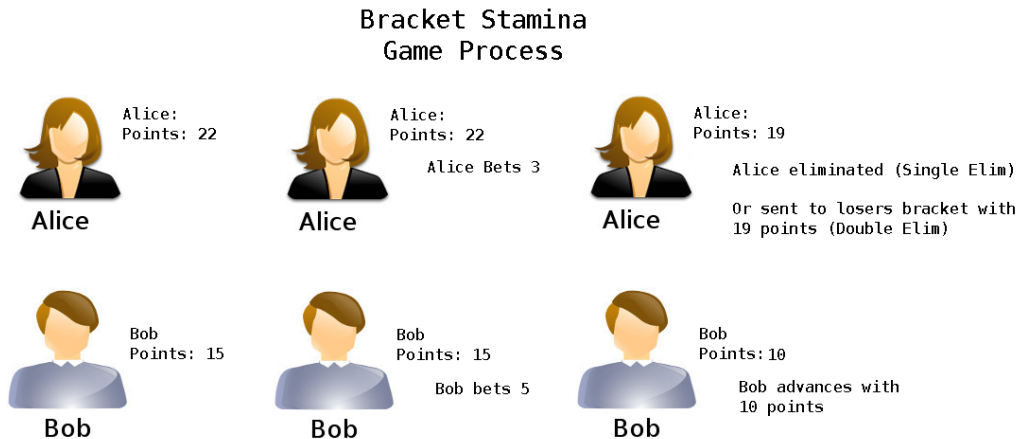 Bracket Stamina
Game Process
Alice:
Points: 22
Alice
Alice:
Points: 22
Alice Bets 3
Alice
Alice:
Points: 19
Alice eliminated (Single Elim)
Or sent to losers bracket with
19 points (Double Elim)
Alice
Bob
Points: 15
Bob
Bob
Points: 15
Bob bets 5
Bob
Bob
Points: 10
Bob advances with
10 points
Bob